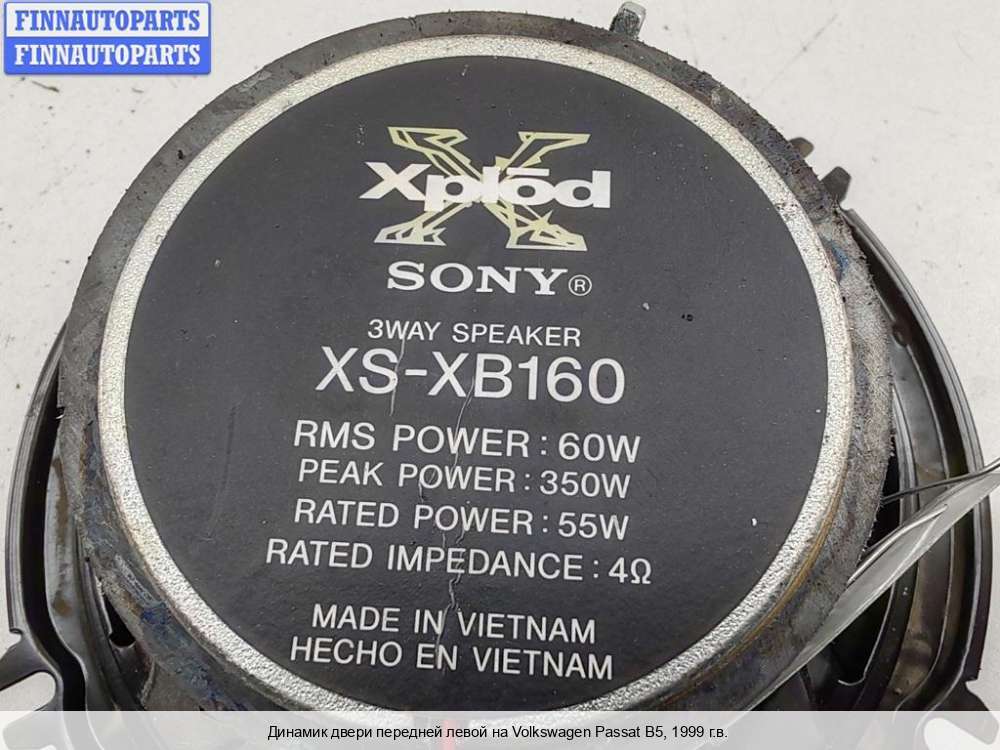 FINNAUTOPARTS
FINNAUTOPARTS
Xplōd
SONY®
3WAY SPEAKER
XS-XB160
RMS POWER : 60W
PEAK POWER : 350W
RATED POWER : 55W
RATED IMPEDANCE : 4Ω
MADE IN VIETNAM
HECHO EN VIETNAM
Динамик двери передней левой на Volkswagen Passat B5, 1999 г.в.